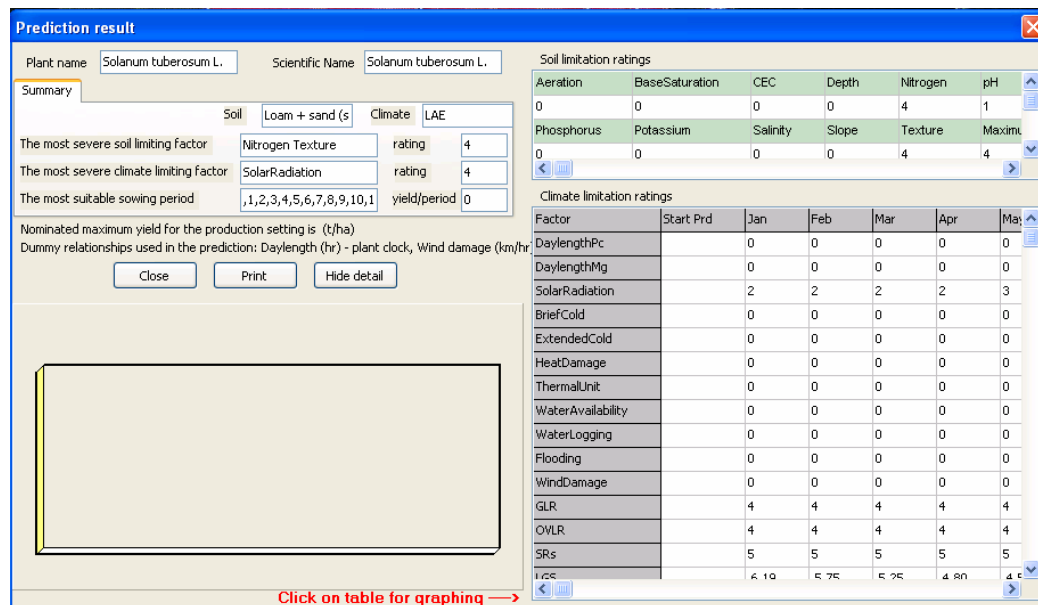 Prediction result
Plant name Solanum tuberosum L. Scientific Name Solanum tuberosum L.
Summary
Soil Loam + sand (s Climate LAE
The most severe soil limiting factor Nitrogen Texture rating 4
The most severe climate limiting factor SolarRadiation rating 4
The most suitable sowing period ,1,2,3,4,5,6,7,8,9,10,1 yield/period 0
Nominated maximum yield for the production setting is (t/ha)
Dummy relationships used in the prediction: Daylength (hr) - plant clock, Wind damage (km/hr)
Close Print Hide detail
Click on table for graphing —>
Soil limitation ratings
Aeration BaseSaturation CEC Depth Nitrogen pH
0 0 0 0 4 1
Phosphorus Potassium Salinity Slope Texture Maximu
0 0 0 0 4 4
Climate limitation ratings
Factor Start Prd Jan Feb Mar Apr May
DaylengthPc 0 0 0 0 0
DaylengthMg 0 0 0 0 0
SolarRadiation 2 2 2 2 3
BriefCold 0 0 0 0 0
ExtendedCold 0 0 0 0 0
HeatDamage 0 0 0 0 0
ThermalUnit 0 0 0 0 0
WaterAvailability 0 0 0 0 0
WaterLogging 0 0 0 0 0
Flooding 0 0 0 0 0
WindDamage 0 0 0 0 0
GLR 4 4 4 4 4
OVLR 4 4 4 4 4
SRs 5 5 5 5 5
LGS 6.19 5.75 5.25 4.80